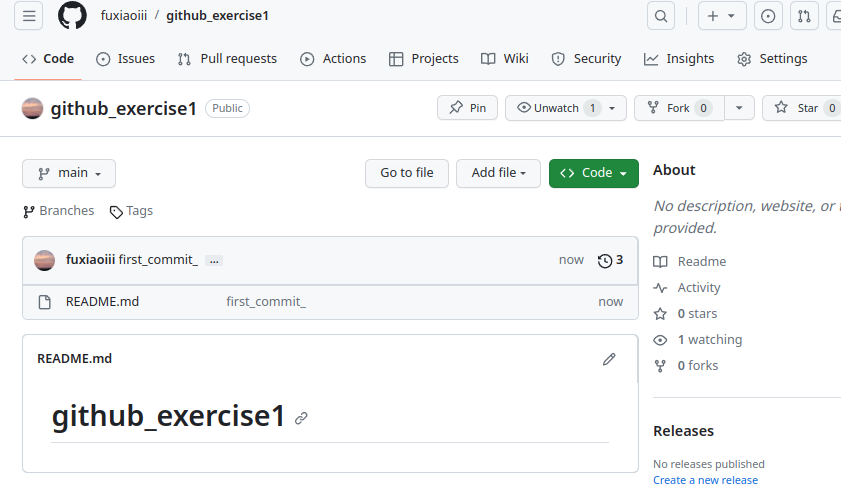 fuxiaoiii / github_exercise1
Code Issues Pull requests Actions Projects Wiki Security Insights Settings
github_exercise1 Public Pin Unwatch 1 Fork 0 Star 0
main Go to file Add file Code
Branches Tags
fuxiaoiii first_commit_ ... now 3
README.md first_commit_ now
README.md
github_exercise1
About
No description, website, or
provided.
Readme
Activity
0 stars
1 watching
0 forks
Releases
No releases published
Create a new release